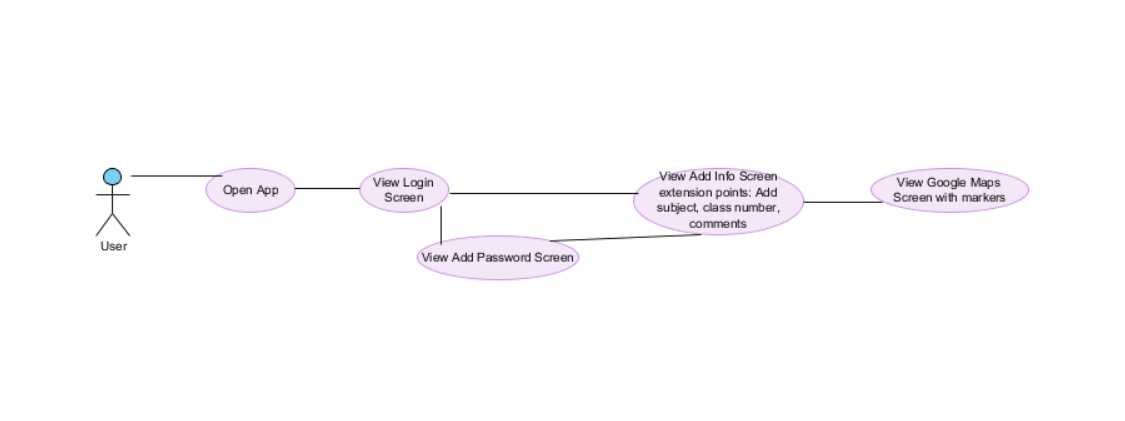 User
Open App
View Login
Screen
View Add Password Screen
View Add Info Screen
extension points: Add
subject, class number,
comments
View Google Maps
Screen with markers